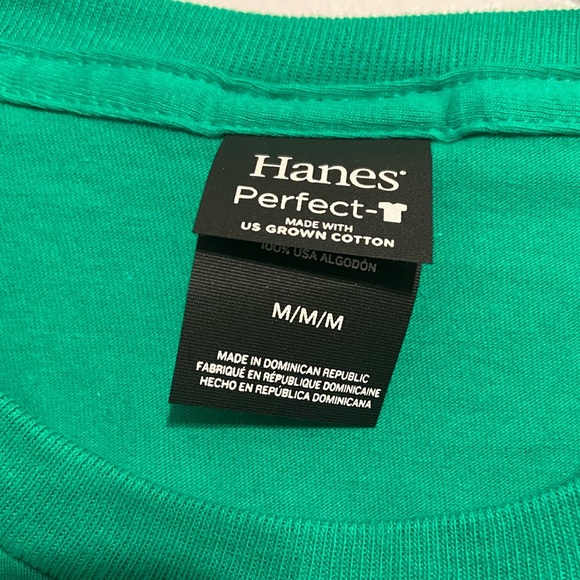 Hanes
Perfect-
MADE WITH
US GROWN COTTON
100% USA ALGODÓN
M/M/M
MADE IN DOMINICAN REPUBLIC
FABRIQUÉ EN RÉPUBLIQUE DOMINICAINE
HECHO EN REPÚBLICA DOMINICANA